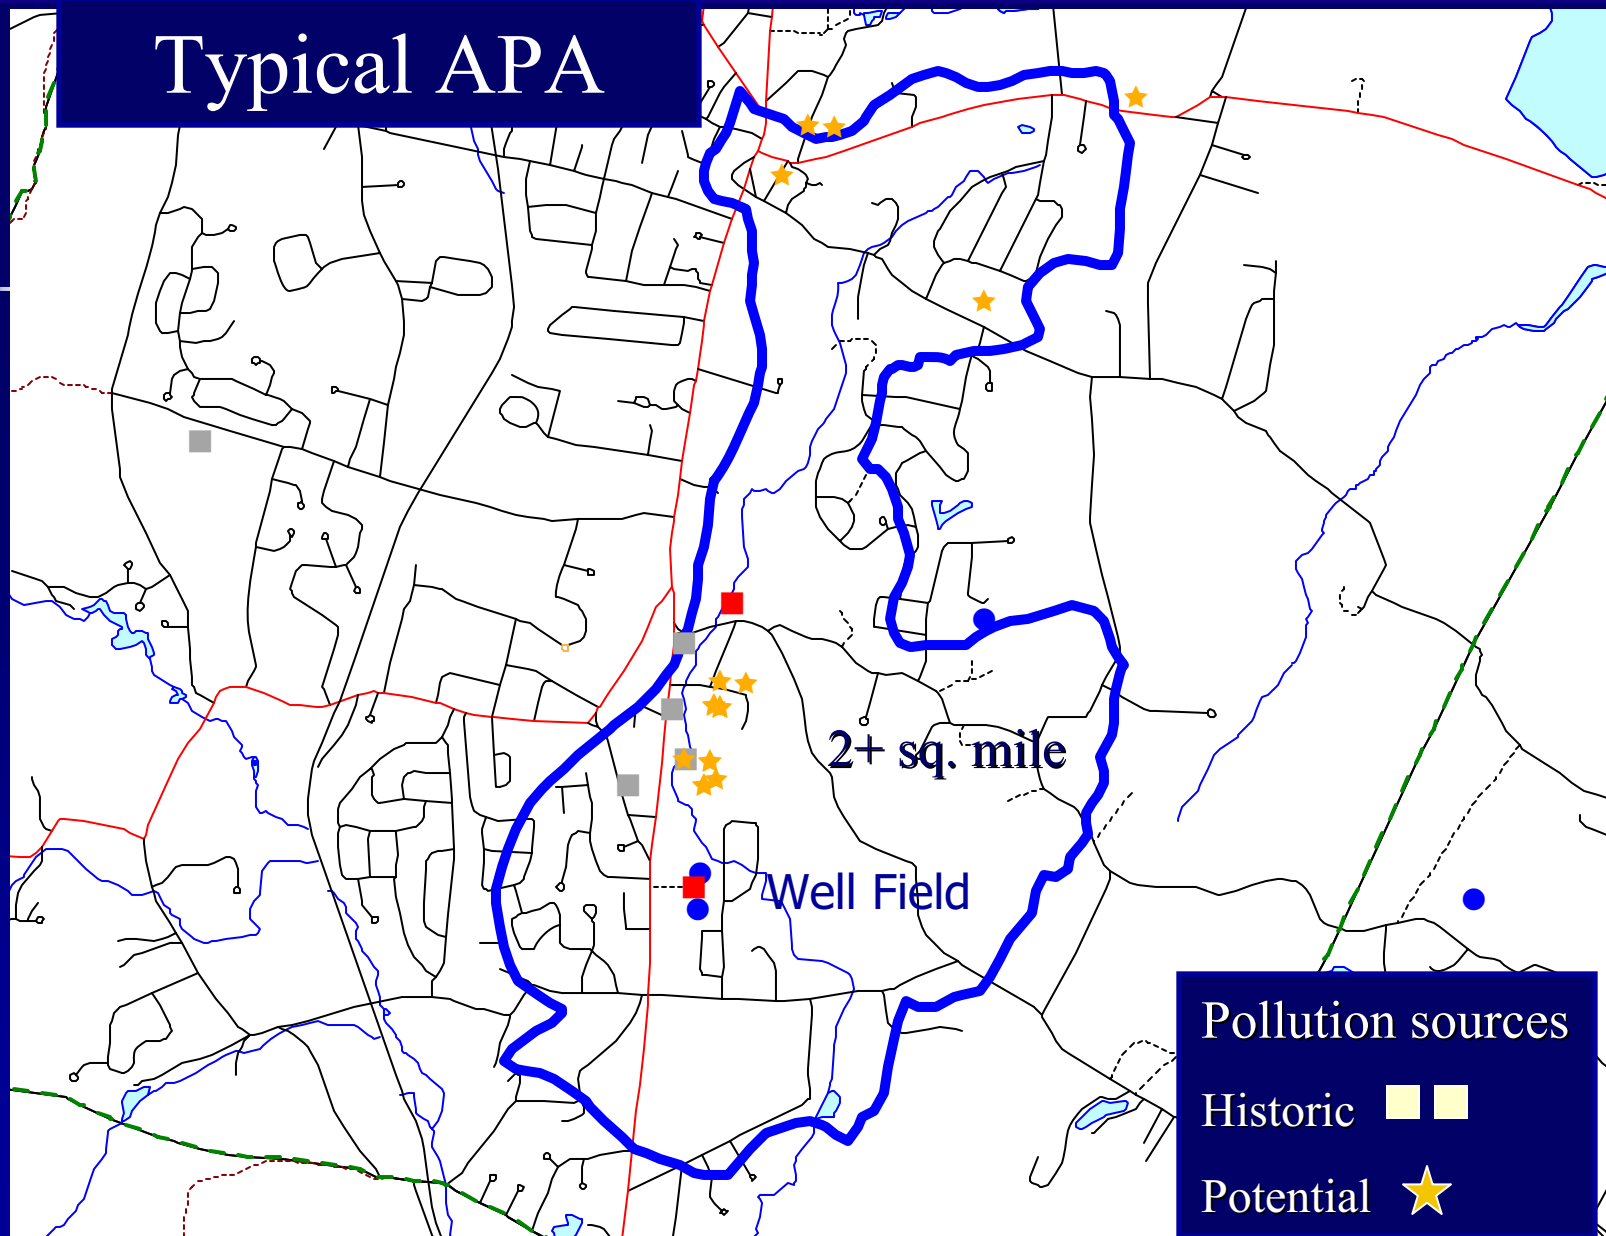 Typical APA
2+ sq. mile
Well Field
Pollution sources
Historic
Potential